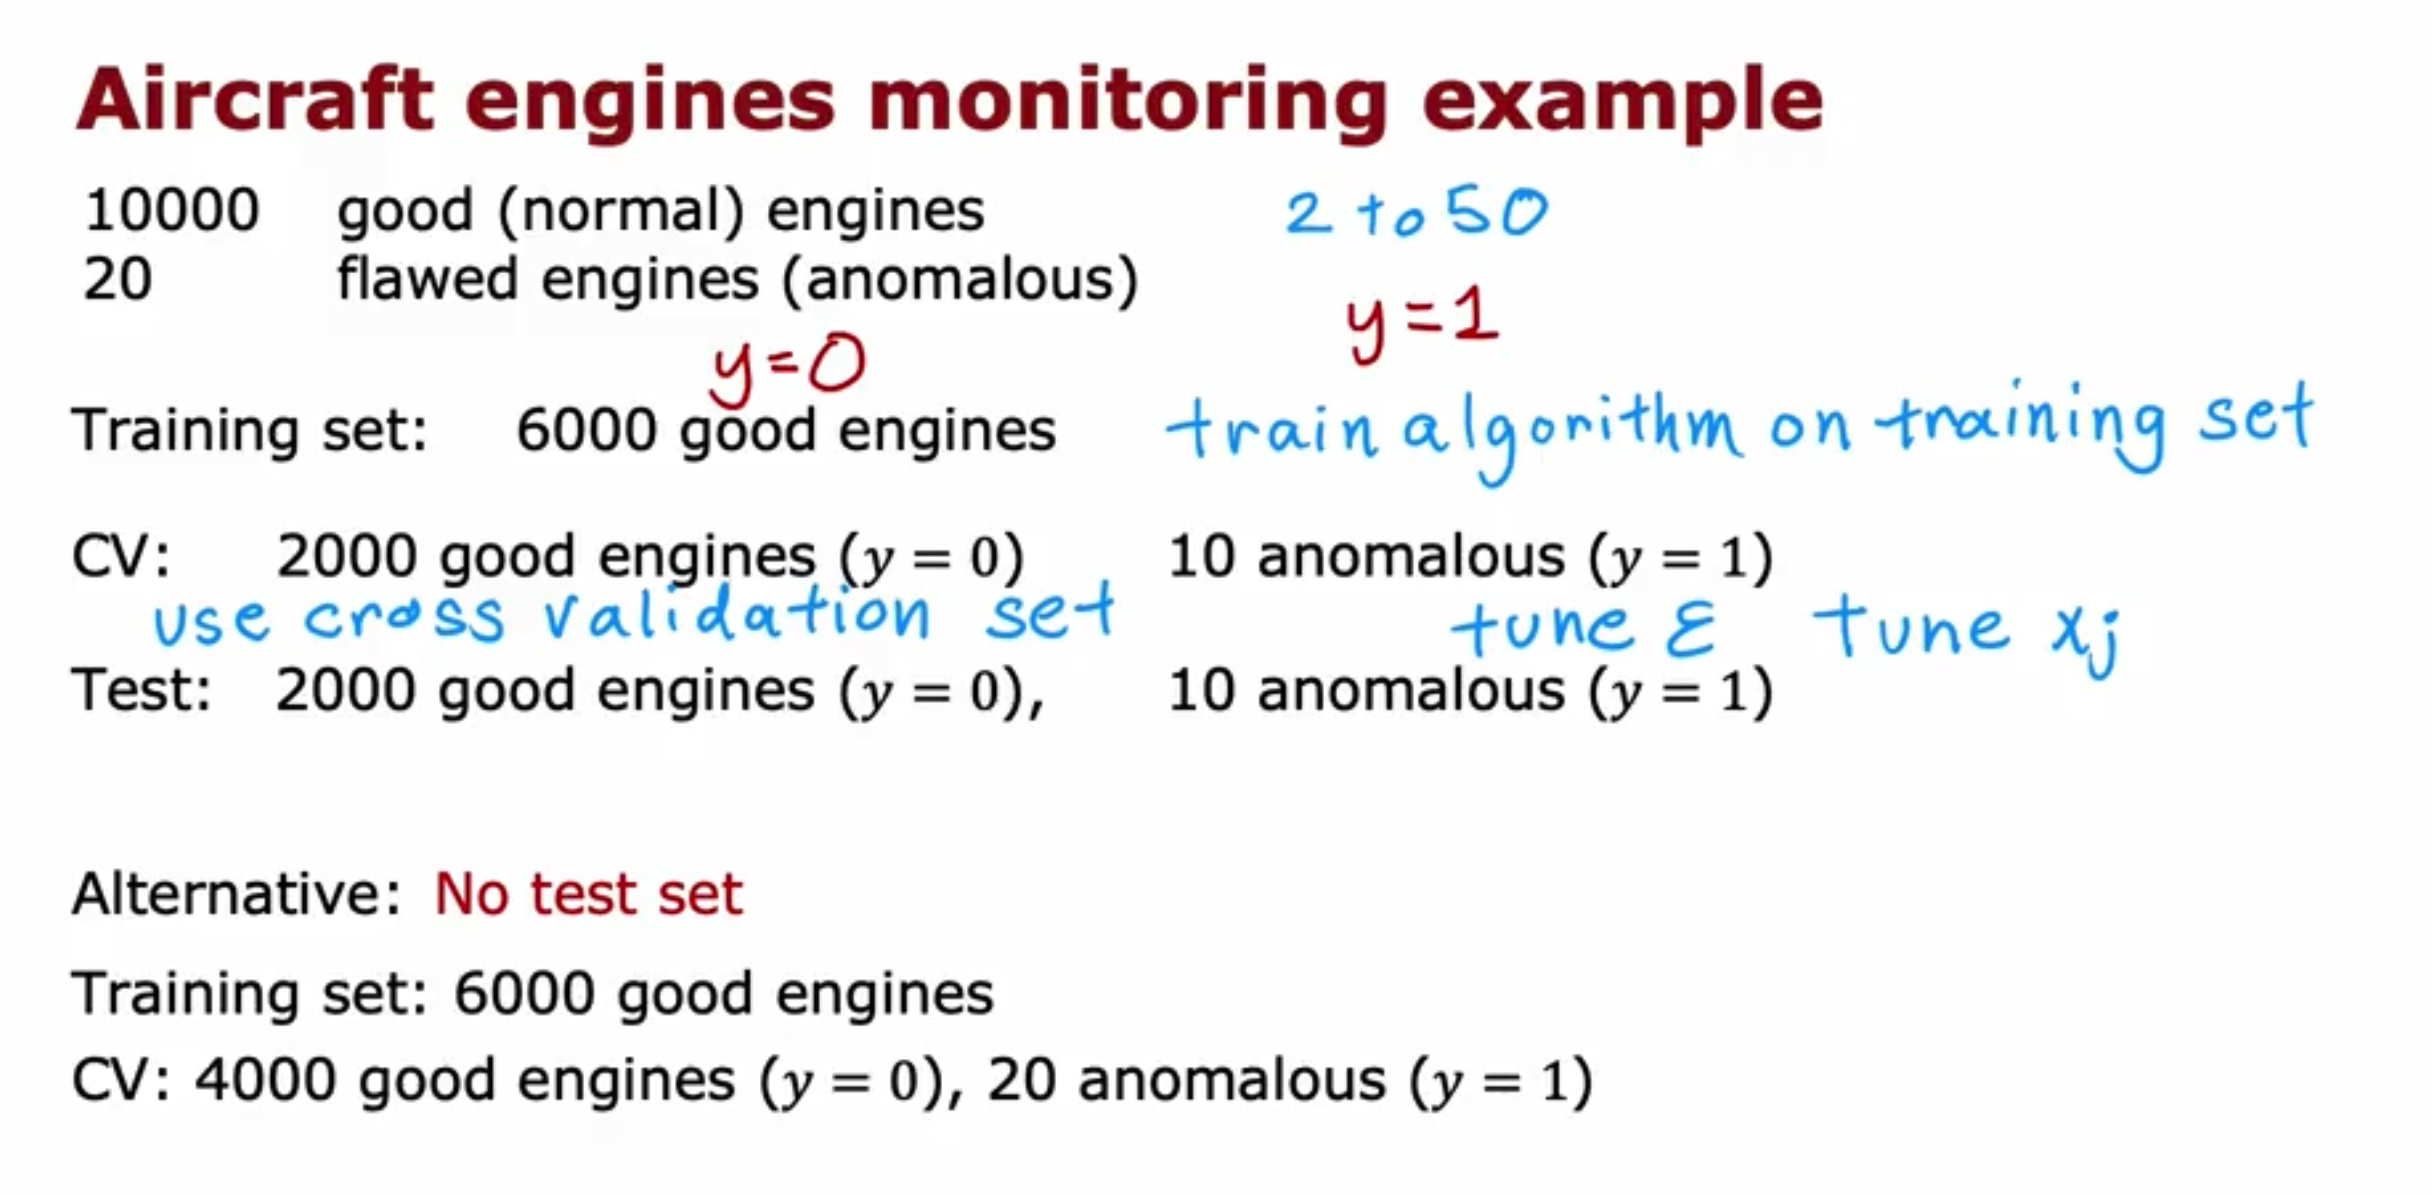 Aircraft engines monitoring example
10000 good (normal) engines 2 to 50
20 flawed engines (anomalous)
y=0 y=1
Training set: 6000 good engines train algorithm on training set
CV: 2000 good engines (y = 0) 10 anomalous (y = 1)
use cross validation set tune ε tune xj
Test: 2000 good engines (y = 0), 10 anomalous (y = 1)
Alternative: No test set
Training set: 6000 good engines
CV: 4000 good engines (y = 0), 20 anomalous (y = 1)